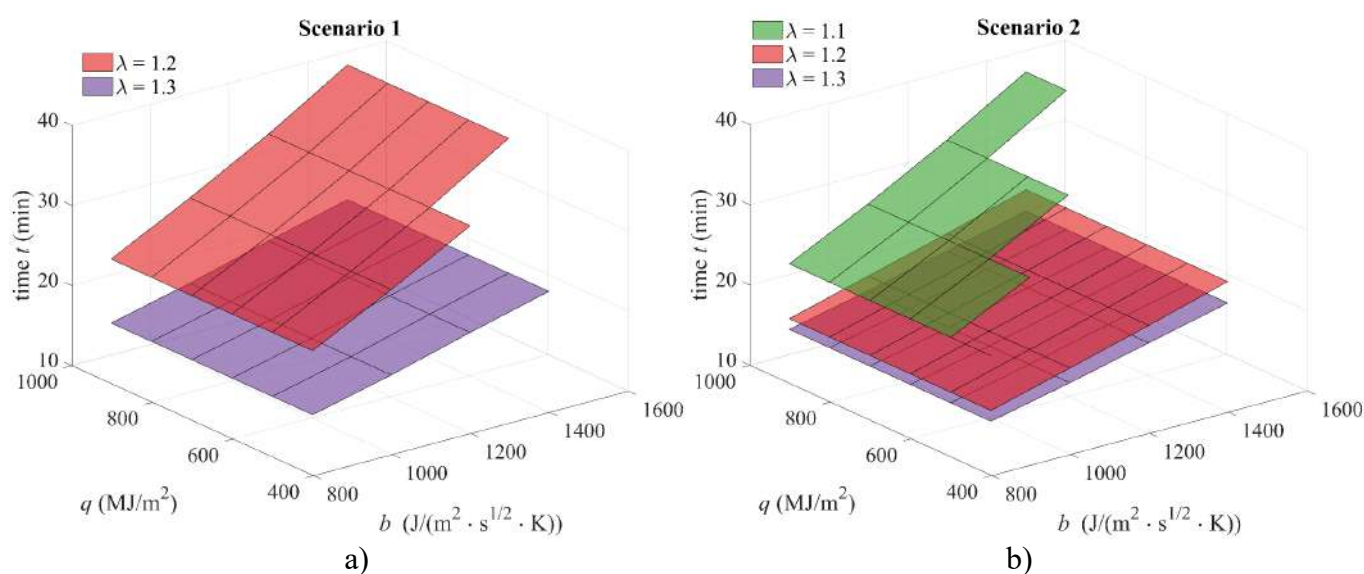 Scenario 1
λ = 1.2
λ = 1.3
40
30
20
10
time t (min)
1000
800
600
400
q (MJ/m²)
800
1000
1200
1400
1600
b (J/(m² · s^1/2 · K))
a)
Scenario 2
λ = 1.1
λ = 1.2
λ = 1.3
40
30
20
10
time t (min)
1000
800
600
400
q (MJ/m²)
800
1000
1200
1400
1600
b (J/(m² · s^1/2 · K))
b)